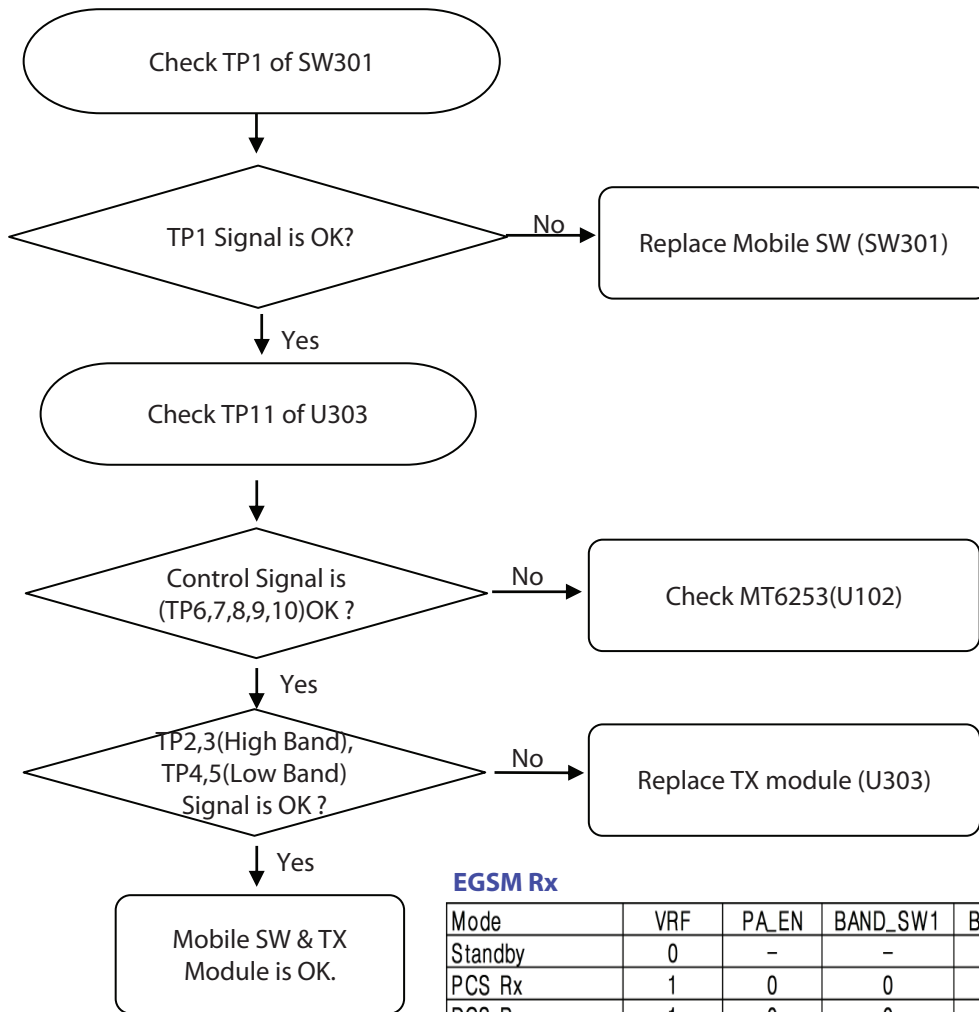 Check TP1 of SW301
TP1 Signal is OK?
No
Replace Mobile SW (SW301)
Yes
Check TP11 of U303
Control Signal is
(TP6,7,8,9,10)OK ?
No
Check MT6253(U102)
Yes
TP2,3(High Band),
TP4,5(Low Band)
Signal is OK ?
No
Replace TX module (U303)
Yes
Mobile SW & TX
Module is OK.
EGSM Rx
Mode VRF PA_EN BAND_SW1 B
Standby 0 – –
PCS Rx 1 0 0